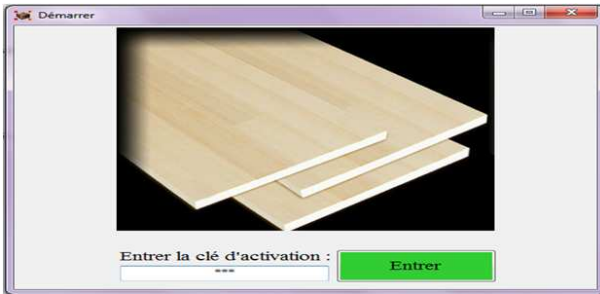 Démarrer
Entrer la clé d'activation :
***
Entrer